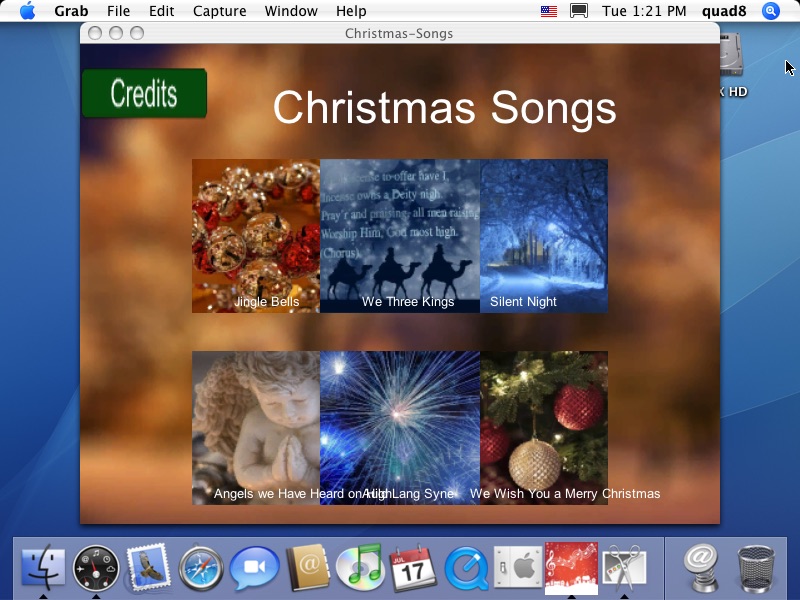 Grab File Edit Capture Window Help Tue 1:21 PM quad8
Christmas-Songs
HD
Credits
Christmas Songs
to offer have I,
Incense owns a Deity nigh.
Pray'r and praising, all men raising
Worship Him, God most high.
(Chorus)
Jingle Bells
We Three Kings
Silent Night
Angels we Have Heard on High
Auld Lang Syne
We Wish You a Merry Christmas
JUL
17